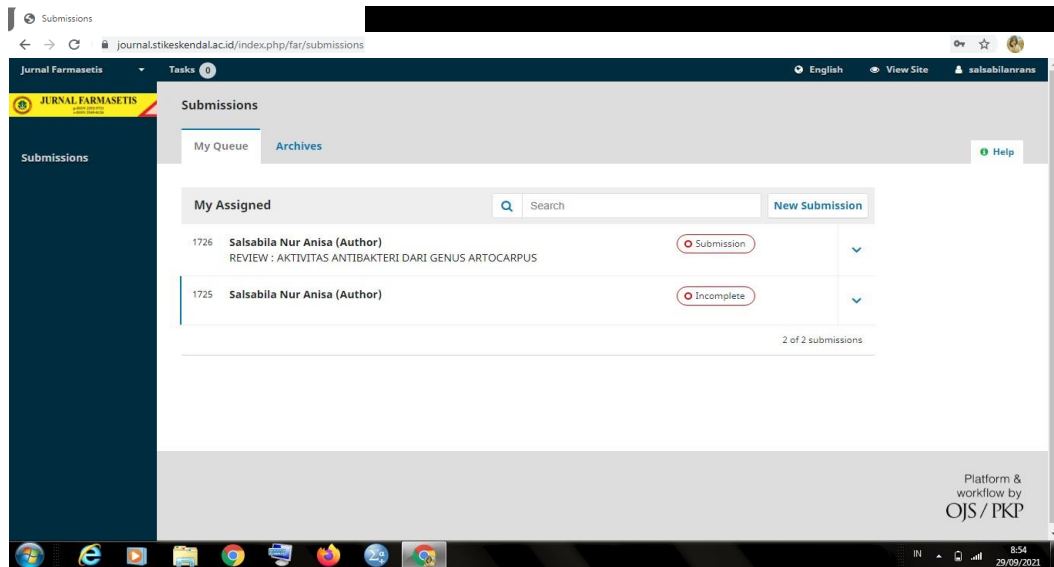 Submissions
journal.stikeskendal.ac.id/index.php/far/submissions
Jurnal Farmasetis Tasks 0 English View Site salsabilanrans
JURNAL FARMASETIS
Submissions
My Queue Archives
Submissions
Help
My Assigned Search New Submission
1726 Salsabila Nur Anisa (Author) Submission
REVIEW : AKTIVITAS ANTIBAKTERI DARI GENUS ARTOCARPUS
1725 Salsabila Nur Anisa (Author) Incomplete
2 of 2 submissions
Platform &
workflow by
OJS / PKP
IN 8:54
29/09/2021